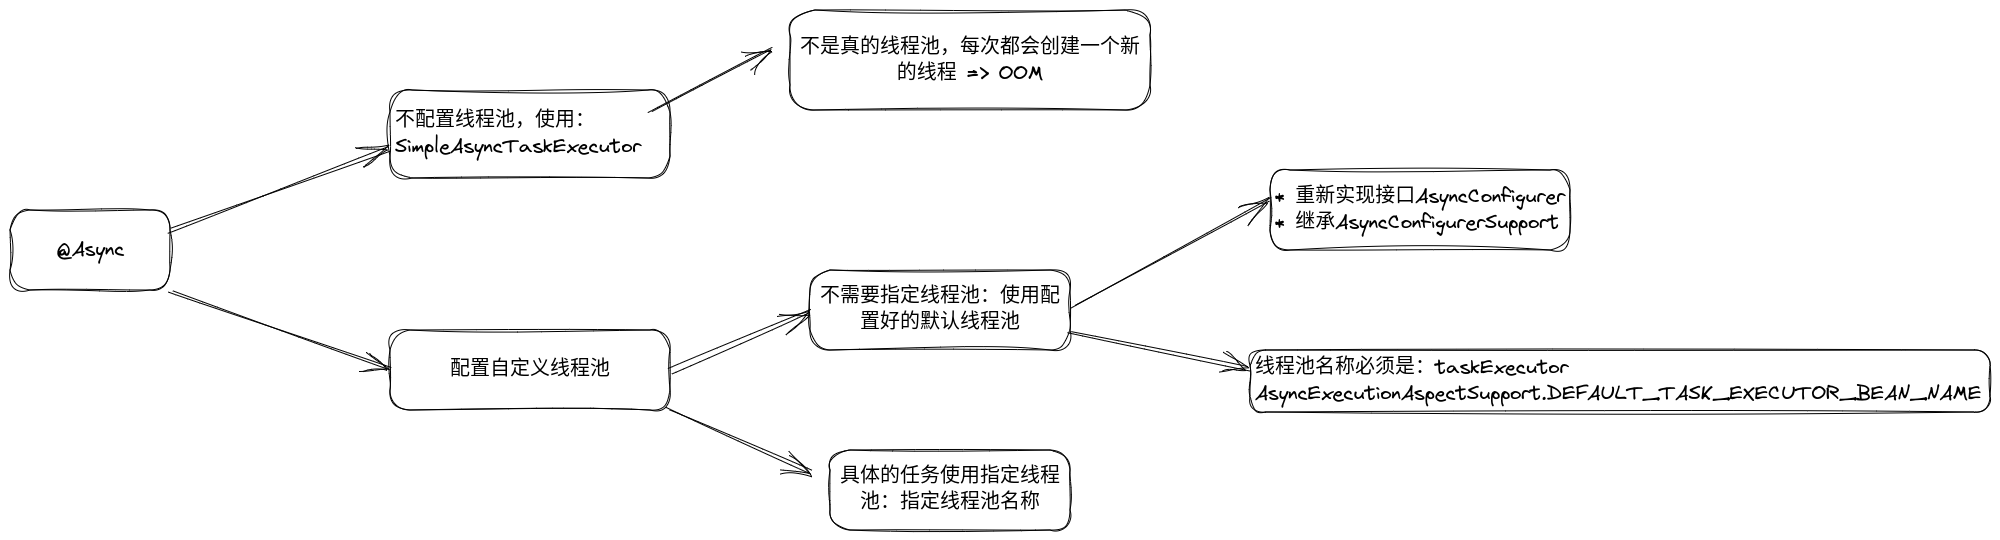 不是真的线程池，每次都会创建一个新
的线程 => OOM
不配置线程池，使用：
SimpleAsyncTaskExecutor
@Async
* 重新实现接口AsyncConfigurer
* 继承AsyncConfigurerSupport
不需要指定线程池：使用配
置好的默认线程池
配置自定义线程池
线程池名称必须是：taskExecutor
AsyncExecutionAspectSupport.DEFAULT_TASK_EXECUTOR_BEAN_NAME
具体的任务使用指定线程
池：指定线程池名称